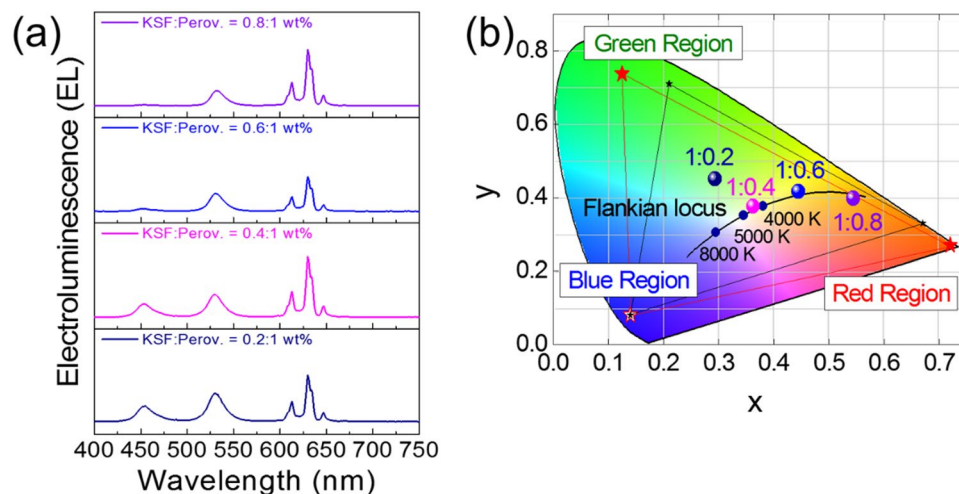 (a)
Electroluminescence (EL)
KSF:Perov. = 0.8:1 wt%
KSF:Perov. = 0.6:1 wt%
KSF:Perov. = 0.4:1 wt%
KSF:Perov. = 0.2:1 wt%
400 450 500 550 600 650 700 750
Wavelength (nm)
(b)
y
0.8
0.6
0.4
0.2
0.0
Green Region
1:0.2
1:0.4
1:0.6
1:0.8
Flankian locus
4000 K
5000 K
8000 K
Blue Region
Red Region
0.0 0.1 0.2 0.3 0.4 0.5 0.6 0.7
x